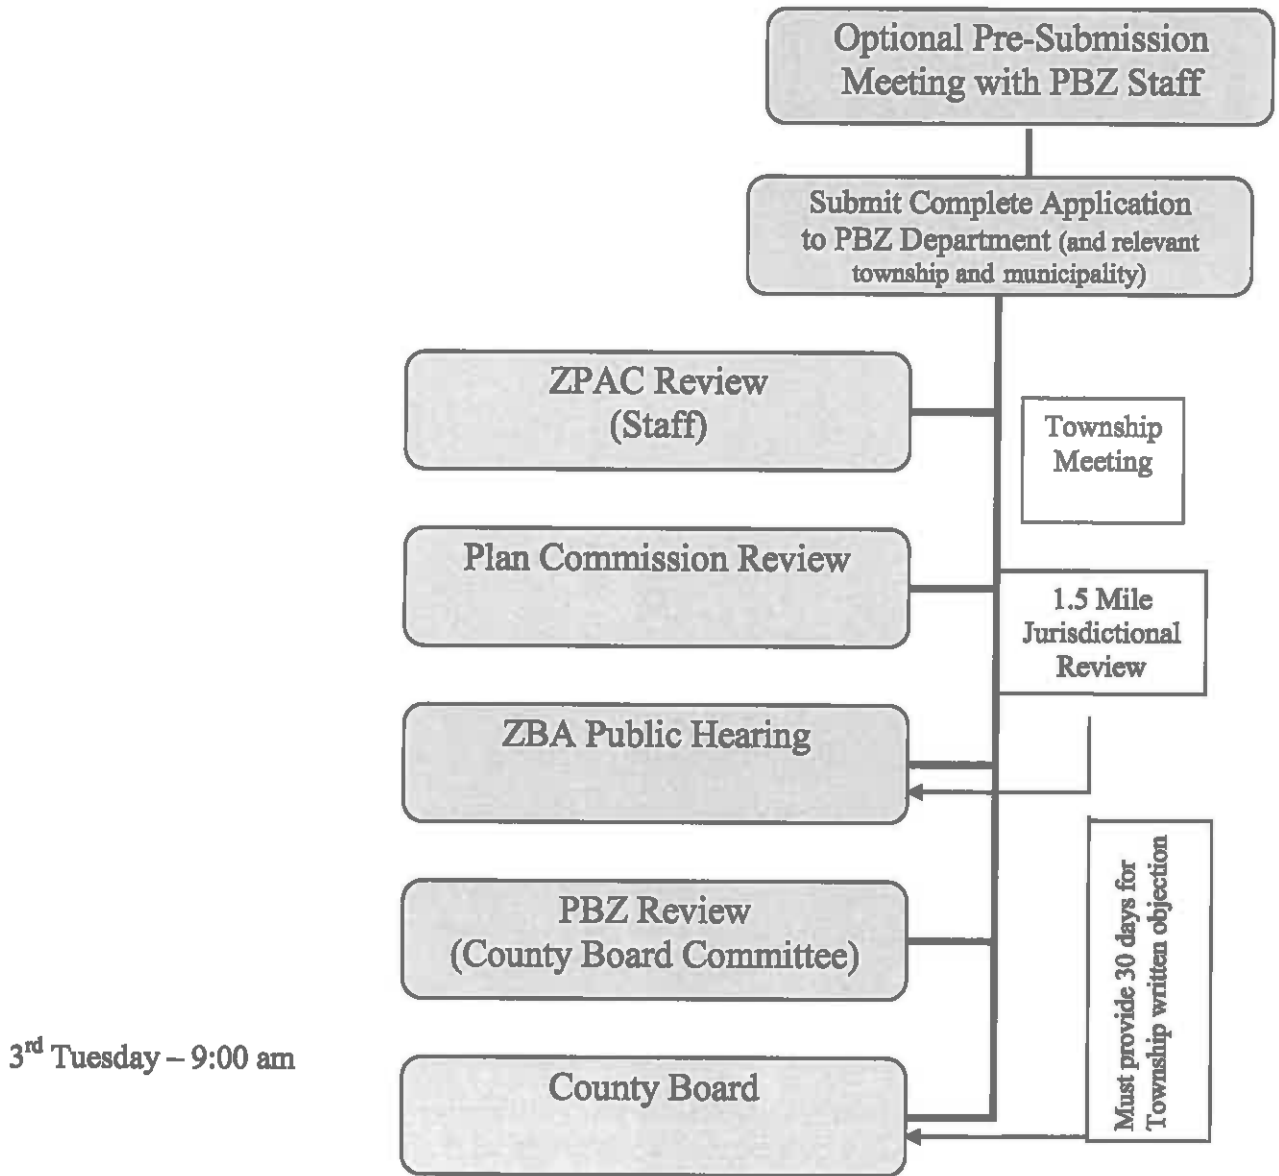 Optional Pre-Submission
Meeting with PBZ Staff
Submit Complete Application
to PBZ Department (and relevant
township and municipality)
ZPAC Review
(Staff)
Township
Meeting
Plan Commission Review
1.5 Mile
Jurisdictional
Review
ZBA Public Hearing
PBZ Review
(County Board Committee)
Must provide 30 days for
Township written objection
3rd Tuesday – 9:00 am
County Board